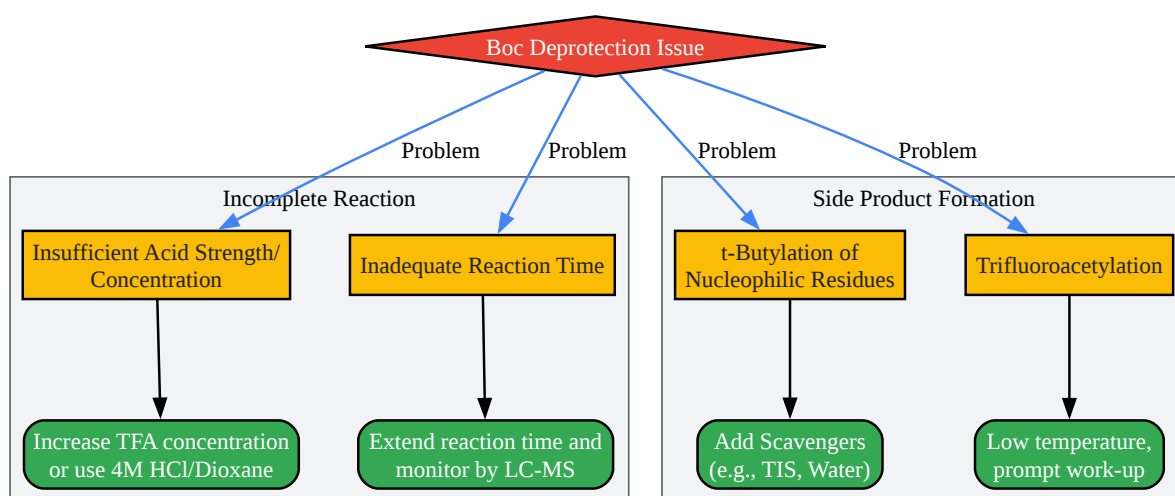 Boc Deprotection Issue
Problem
Problem
Problem
Problem
Incomplete Reaction
Side Product Formation
Insufficient Acid Strength/
Concentration
Inadequate Reaction Time
t-Butylation of
Nucleophilic Residues
Trifluoroacetylation
Increase TFA concentration
or use 4M HCl/Dioxane
Extend reaction time and
monitor by LC-MS
Add Scavengers
(e.g., TIS, Water)
Low temperature,
prompt work-up